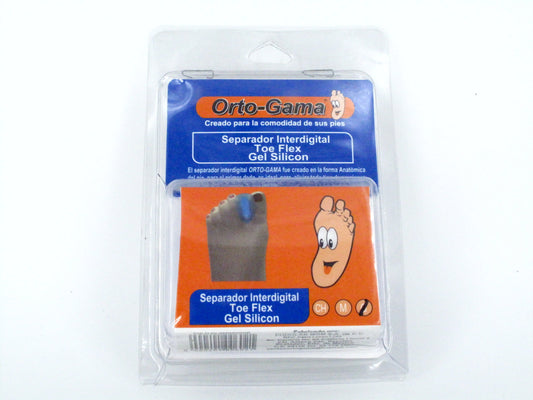 Orto-Gama
Creado para la comodidad de sus pies
Separador Interdigital
Toe Flex
Gel Silicon
El separador interdigital ORTO-GAMA fue creado en la forma Anatómica
Separador Interdigital
Toe Flex
Gel Silicon
CH
M